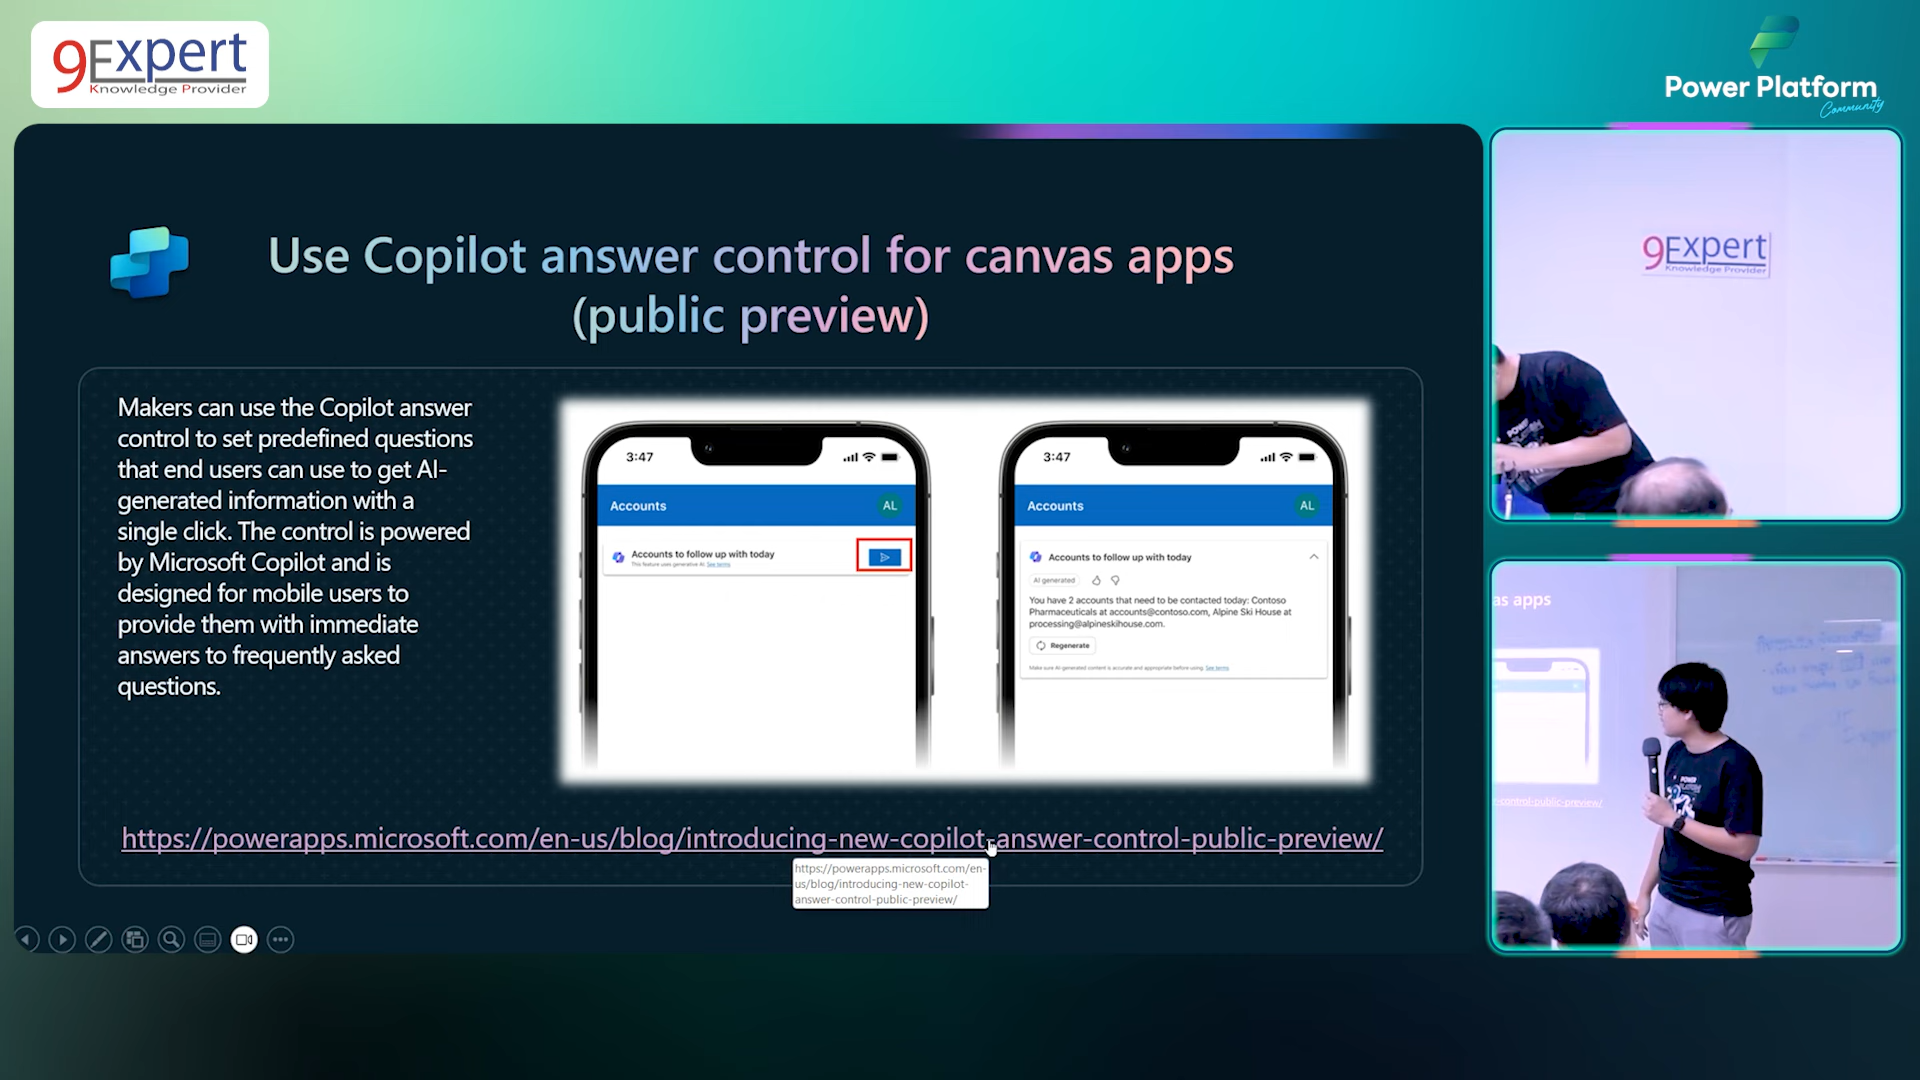 9Expert
Knowledge Provider
Power Platform
Community
Use Copilot answer control for canvas apps
(public preview)
Makers can use the Copilot answer
control to set predefined questions
that end users can use to get AI-
generated information with a
single click. The control is powered
by Microsoft Copilot and is
designed for mobile users to
provide them with immediate
answers to frequently asked
questions.
3:47
Accounts
AL
Accounts to follow up with today
This feature uses generative AI. See terms
3:47
Accounts
AL
Accounts to follow up with today
AI generated
You have 2 accounts that need to be contacted today: Contoso
Pharmaceuticals at accounts@contoso.com, Alpine Ski House at
processing@alpineskihouse.com.
Regenerate
Make sure AI-generated content is accurate and appropriate before using. See terms
https://powerapps.microsoft.com/en-us/blog/introducing-new-copilot-answer-control-public-preview/
https://powerapps.microsoft.com/en-
us/blog/introducing-new-copilot-
answer-control-public-preview/
9Expert
Knowledge Provider
POWER
as apps
-control-public-preview/
POWER
PLATFORM